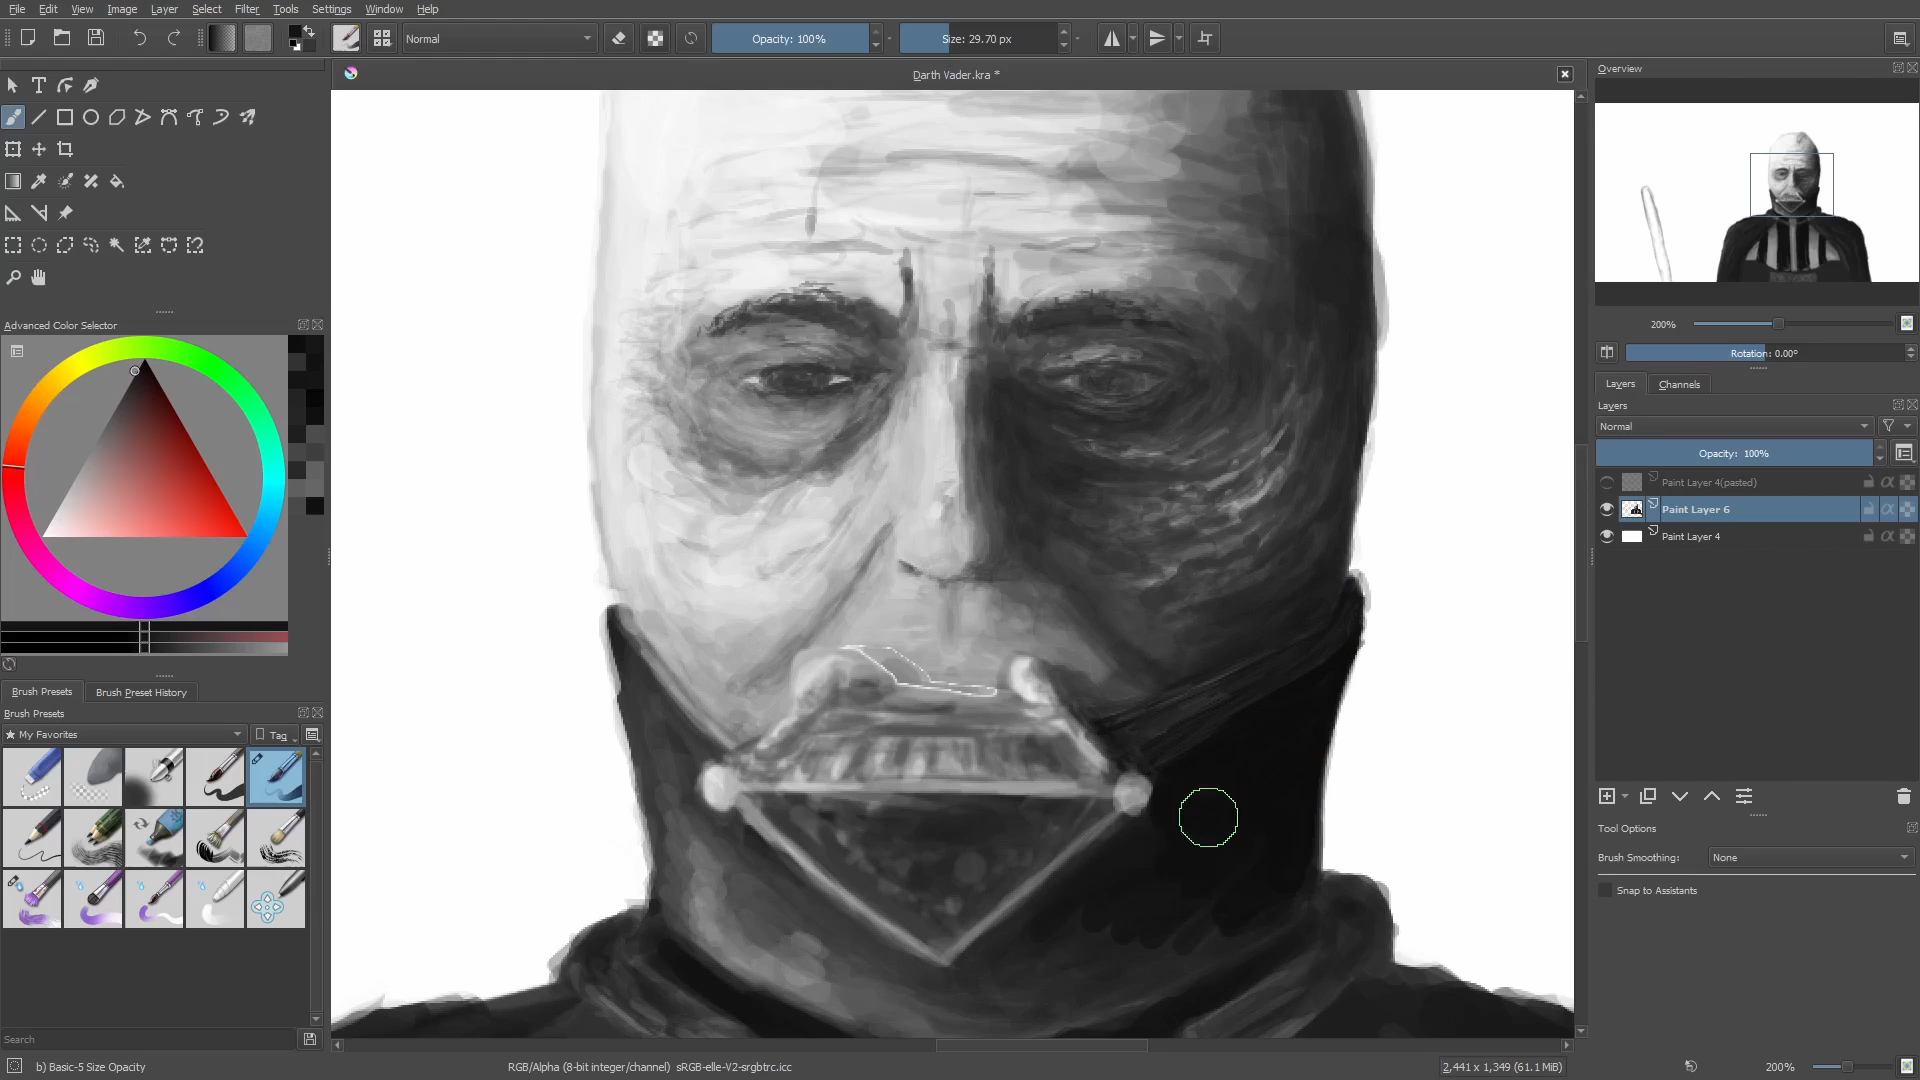 File Edit View Image Layer Select Filter Tools Settings Window Help
Normal
Opacity: 100%
Size: 29.70 px
Darth Vader.kra *
Overview
200%
Rotation: 0.00°
Layers Channels
Layers
Normal
Opacity: 100%
Paint Layer 4(pasted)
Paint Layer 6
Paint Layer 4
Tool Options
Brush Smoothing: None
Snap to Assistants
Advanced Color Selector
Brush Presets Brush Preset History
Brush Presets
★ My Favorites
Tag
Search
b) Basic-5 Size Opacity
RGB/Alpha (8-bit integer/channel) sRGB-elle-V2-srgbtrc.icc
2,441 x 1,349 (61.1 MiB)
200%